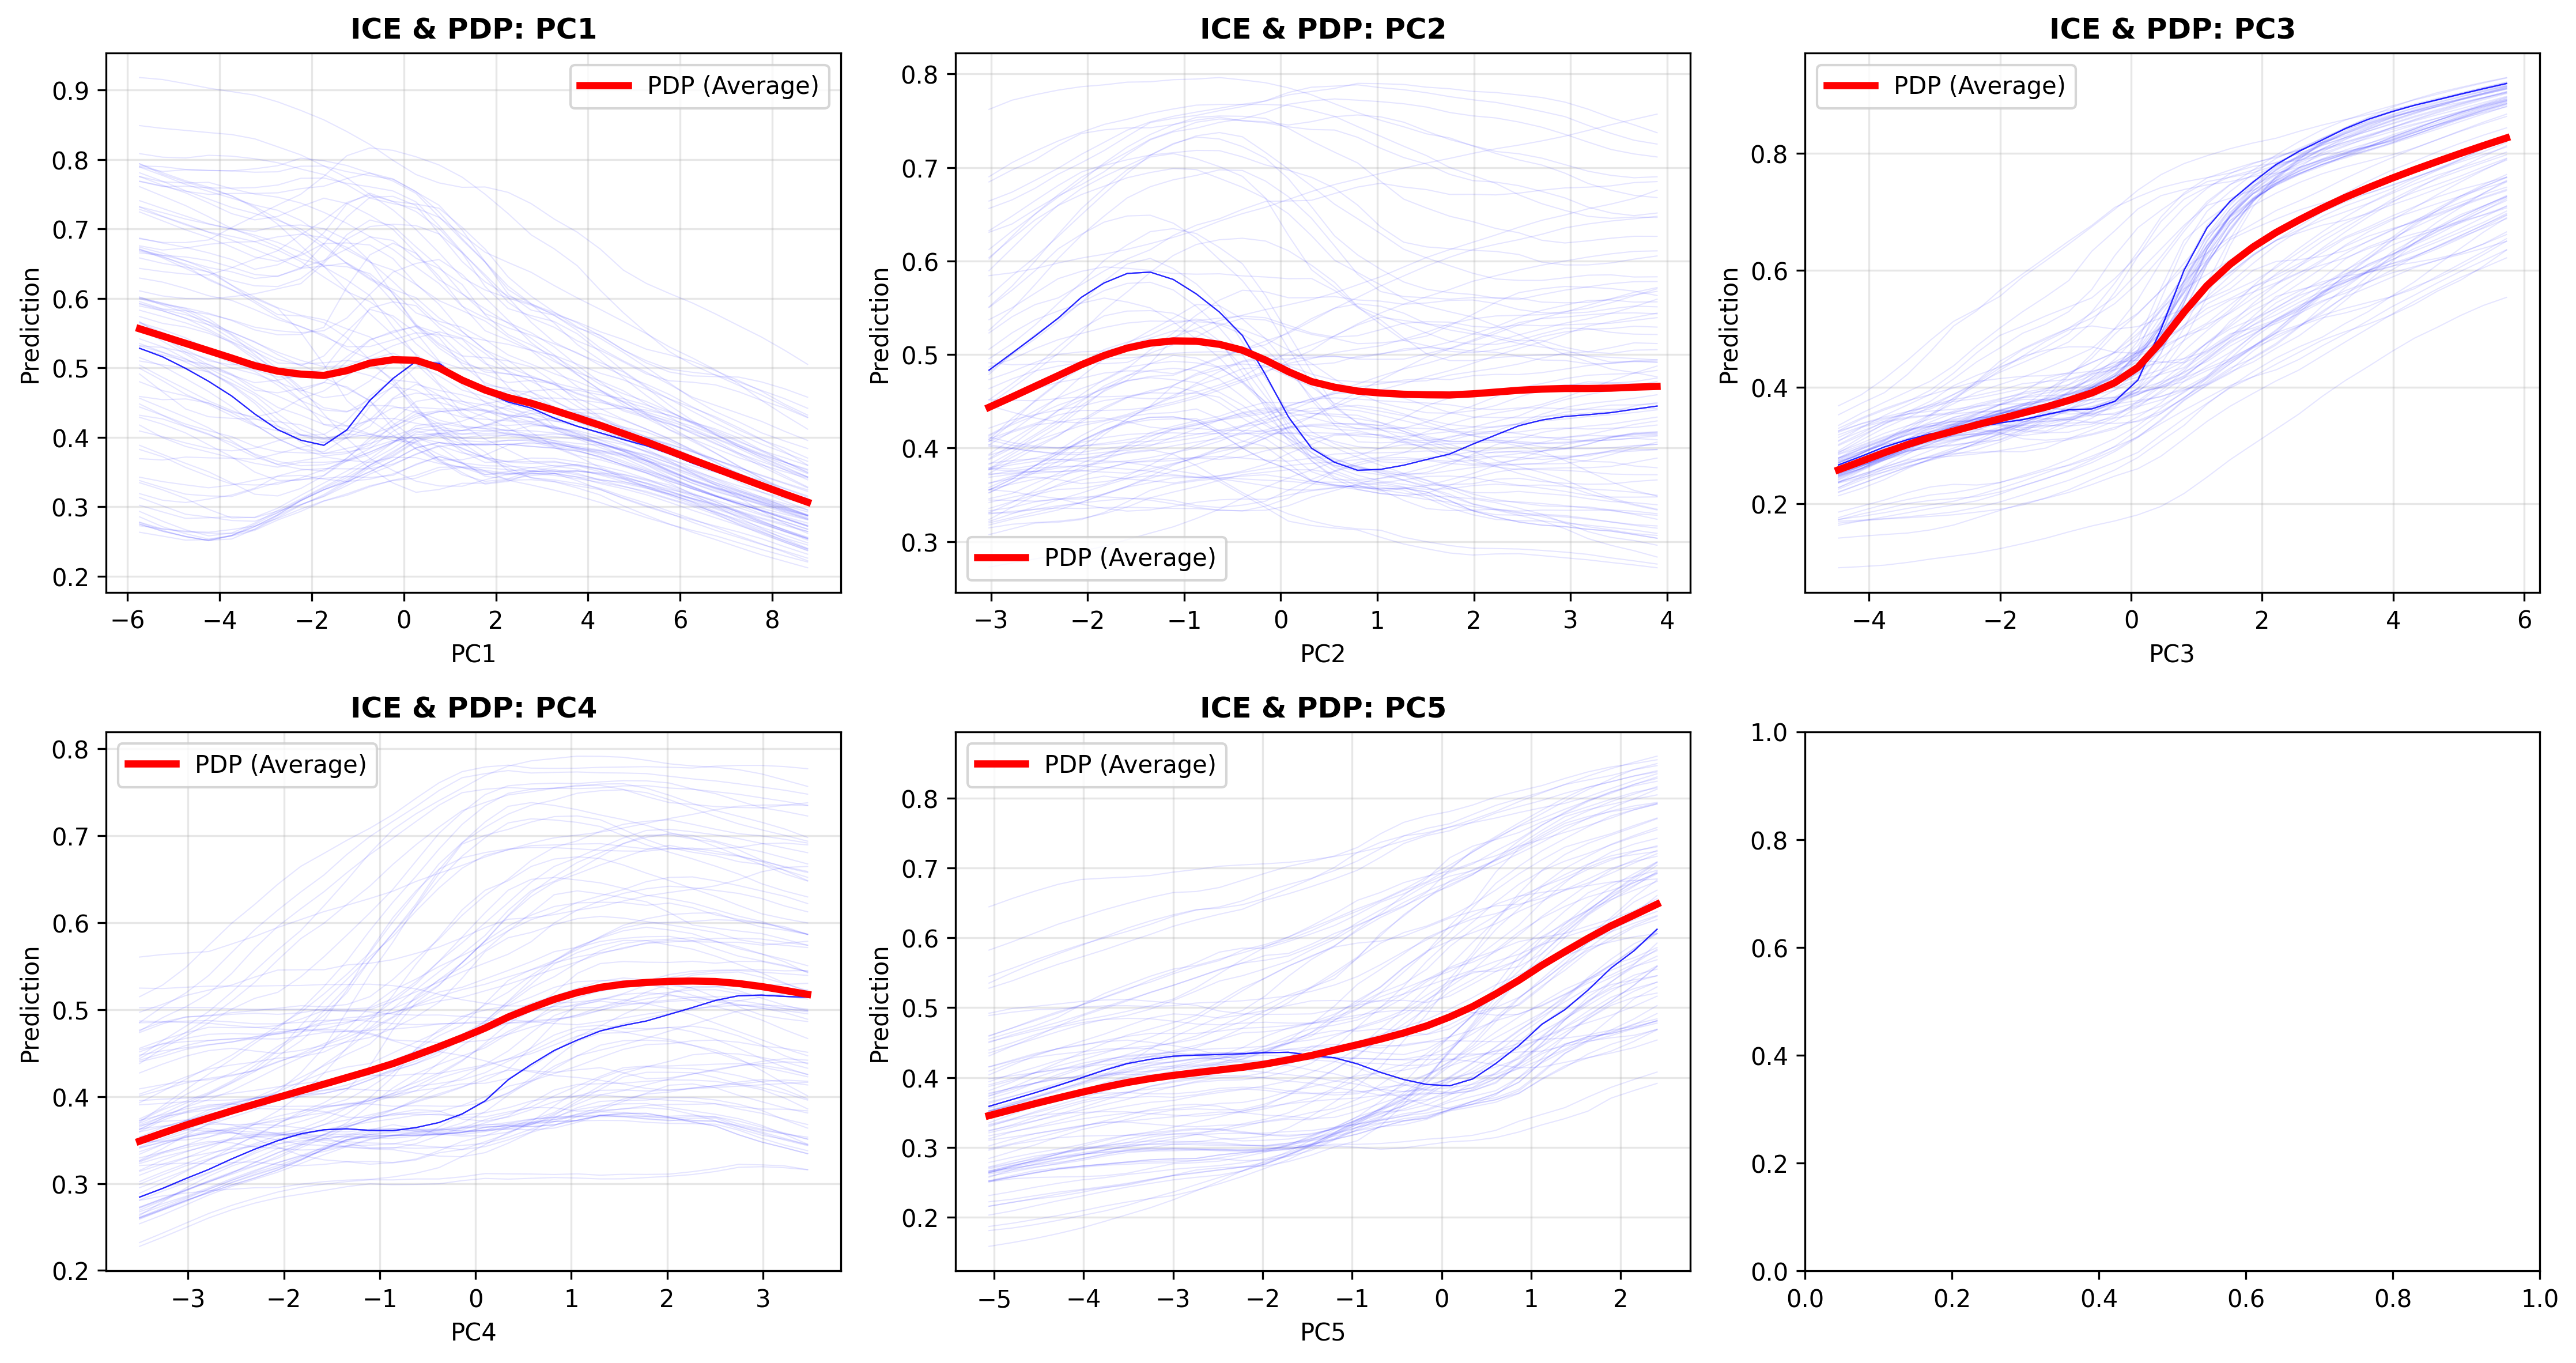 ICE & PDP: PC1
PDP (Average)
Prediction
0.9
0.8
0.7
0.6
0.5
0.4
0.3
0.2
−6 −4 −2 0 2 4 6 8
PC1
ICE & PDP: PC2
PDP (Average)
Prediction
0.8
0.7
0.6
0.5
0.4
0.3
−3 −2 −1 0 1 2 3 4
PC2
ICE & PDP: PC3
PDP (Average)
Prediction
0.8
0.6
0.4
0.2
−4 −2 0 2 4 6
PC3
ICE & PDP: PC4
PDP (Average)
Prediction
0.8
0.7
0.6
0.5
0.4
0.3
0.2
−3 −2 −1 0 1 2 3
PC4
ICE & PDP: PC5
PDP (Average)
Prediction
0.8
0.7
0.6
0.5
0.4
0.3
0.2
−5 −4 −3 −2 −1 0 1 2
PC5
1.0
0.8
0.6
0.4
0.2
0.0
0.0 0.2 0.4 0.6 0.8 1.0